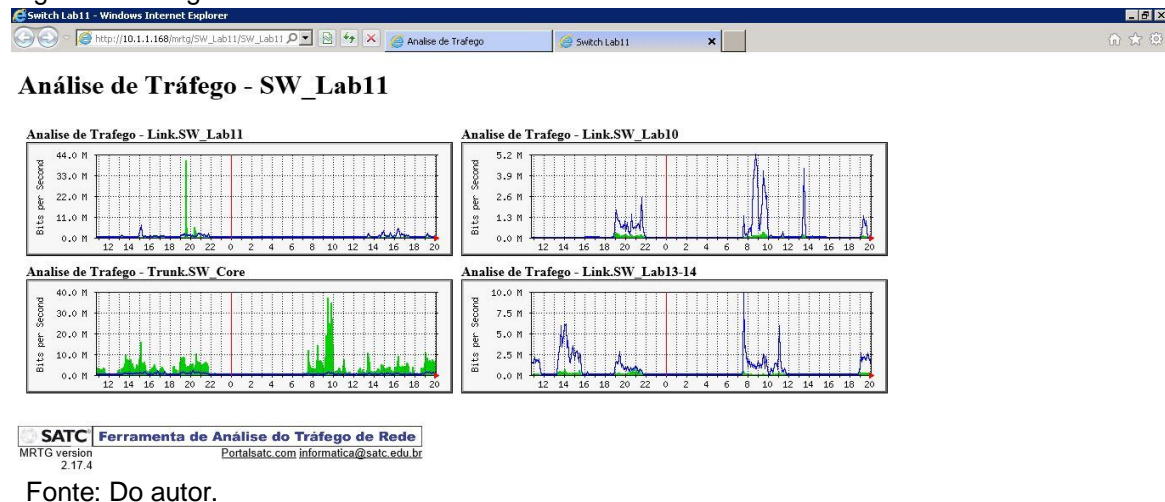 Switch Lab11 - Windows Internet Explorer
http://10.1.1.168/mrtg/SW_Lab11/SW_Lab11
Analise de Trafego
Switch Lab11
Análise de Tráfego - SW_Lab11
Analise de Trafego - Link.SW_Lab11
Analise de Trafego - Link.SW_Lab10
Bits per Second
44.0 M
33.0 M
22.0 M
11.0 M
0.0 M
12 14 16 18 20 22 0 2 4 6 8 10 12 14 16 18 20
Bits per Second
5.2 M
3.9 M
2.6 M
1.3 M
0.0 M
12 14 16 18 20 22 0 2 4 6 8 10 12 14 16 18 20
Analise de Trafego - Trunk.SW_Core
Analise de Trafego - Link.SW_Lab13-14
Bits per Second
40.0 M
30.0 M
20.0 M
10.0 M
0.0 M
12 14 16 18 20 22 0 2 4 6 8 10 12 14 16 18 20
Bits per Second
10.0 M
7.5 M
5.0 M
2.5 M
0.0 M
12 14 16 18 20 22 0 2 4 6 8 10 12 14 16 18 20
SATC Ferramenta de Análise do Tráfego de Rede
MRTG version 2.17.4
Portalsatc.com informatica@satc.edu.br
Fonte: Do autor.